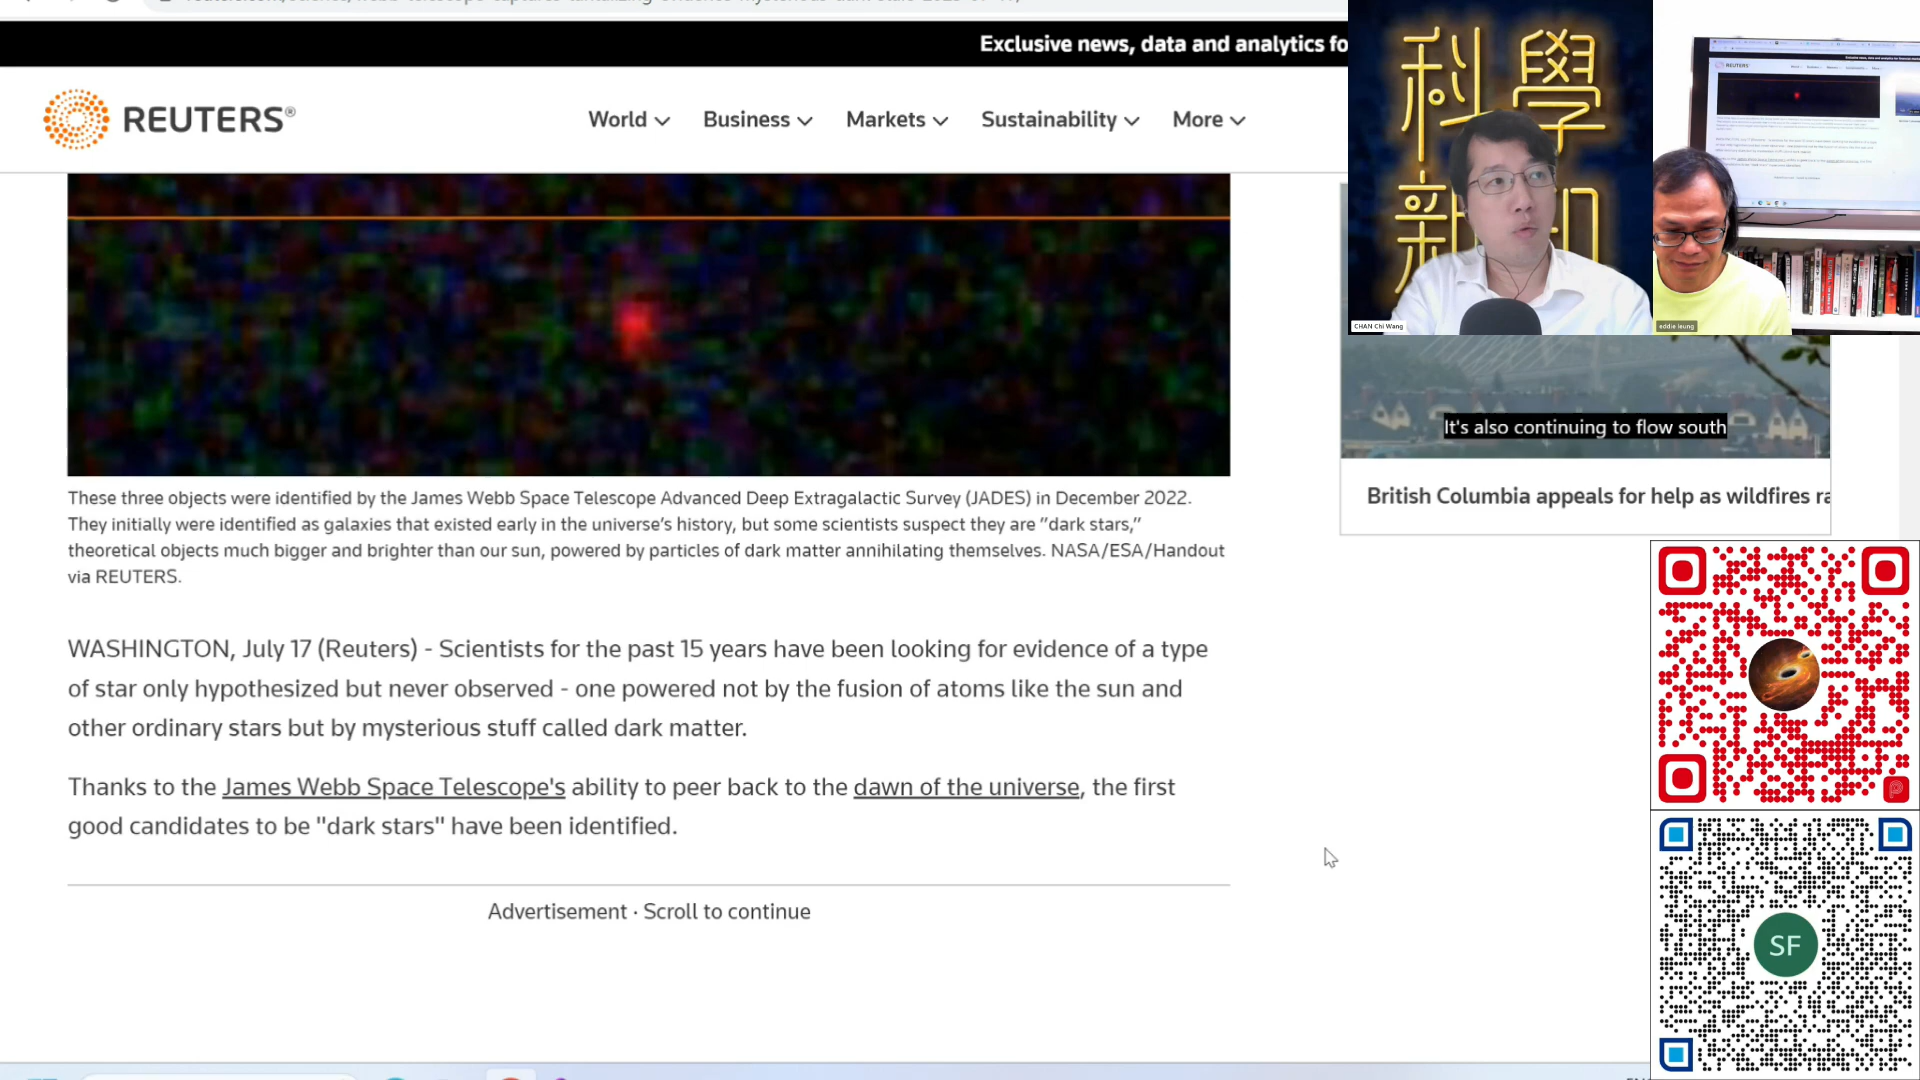 Exclusive news, data and analytics fo
REUTERS®
World
Business
Markets
Sustainability
More
科學
新知
CHAN Chi Wang
eddie leung
It's also continuing to flow south
British Columbia appeals for help as wildfires ra
These three objects were identified by the James Webb Space Telescope Advanced Deep Extragalactic Survey (JADES) in December 2022.
They initially were identified as galaxies that existed early in the universe's history, but some scientists suspect they are "dark stars,"
theoretical objects much bigger and brighter than our sun, powered by particles of dark matter annihilating themselves. NASA/ESA/Handout
via REUTERS.
WASHINGTON, July 17 (Reuters) - Scientists for the past 15 years have been looking for evidence of a type
of star only hypothesized but never observed - one powered not by the fusion of atoms like the sun and
other ordinary stars but by mysterious stuff called dark matter.
Thanks to the James Webb Space Telescope's ability to peer back to the dawn of the universe, the first
good candidates to be "dark stars" have been identified.
Advertisement · Scroll to continue
SF